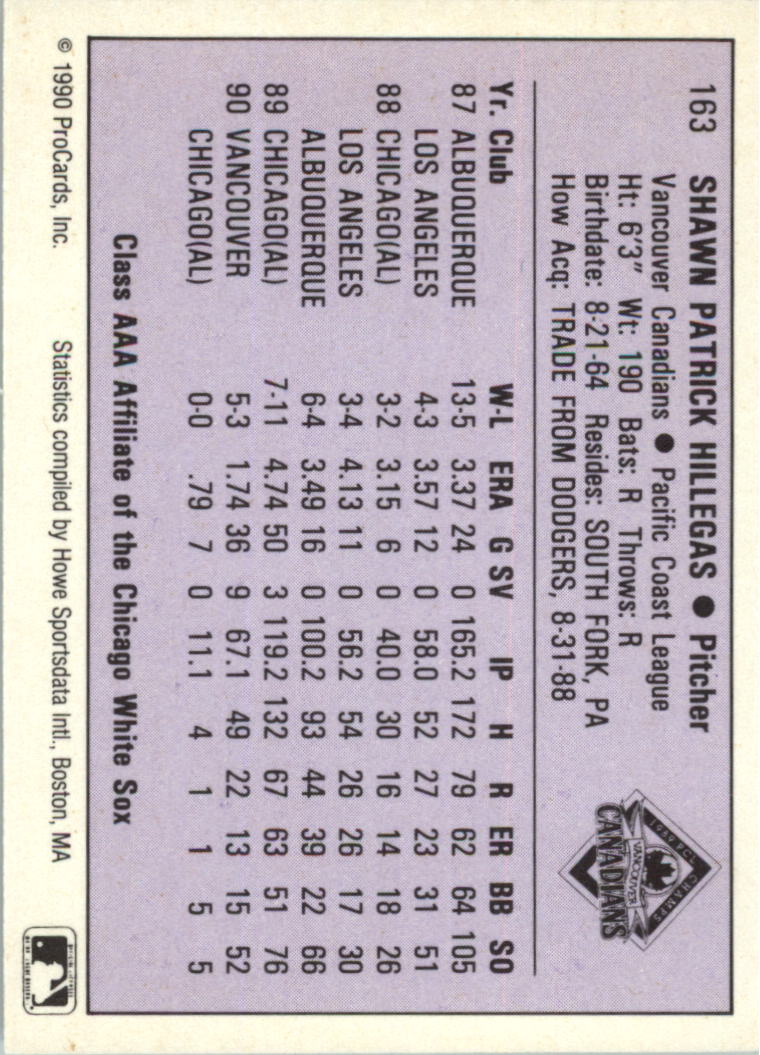 163 SHAWN PATRICK HILLEGAS ● Pitcher
Vancouver Canadians ● Pacific Coast League
Ht: 6'3" Wt: 190 Bats: R Throws: R
Birthdate: 8-21-64 Resides: SOUTH FORK, PA
How Acq: TRADE FROM DODGERS, 8-31-88
1989 PCL CHAMPS
VANCOUVER
CANADIANS
Yr. Club W-L ERA G SV IP H R ER BB SO
87 ALBUQUERQUE 13-5 3.37 24 0 165.2 172 79 62 64 105
LOS ANGELES 4-3 3.57 12 0 58.0 52 27 23 31 51
88 CHICAGO(AL) 3-2 3.15 6 0 40.0 30 16 14 18 26
LOS ANGELES 3-4 4.13 11 0 56.2 54 26 26 17 30
ALBUQUERQUE 6-4 3.49 16 0 100.2 93 44 39 22 66
89 CHICAGO(AL) 7-11 4.74 50 3 119.2 132 67 63 51 76
90 VANCOUVER 5-3 1.74 36 9 67.1 49 22 13 15 52
CHICAGO(AL) 0-0 .79 7 0 11.1 4 1 1 5 5
Class AAA Affiliate of the Chicago White Sox
© 1990 ProCards, Inc. Statistics compiled by Howe Sportsdata Intl., Boston, MA